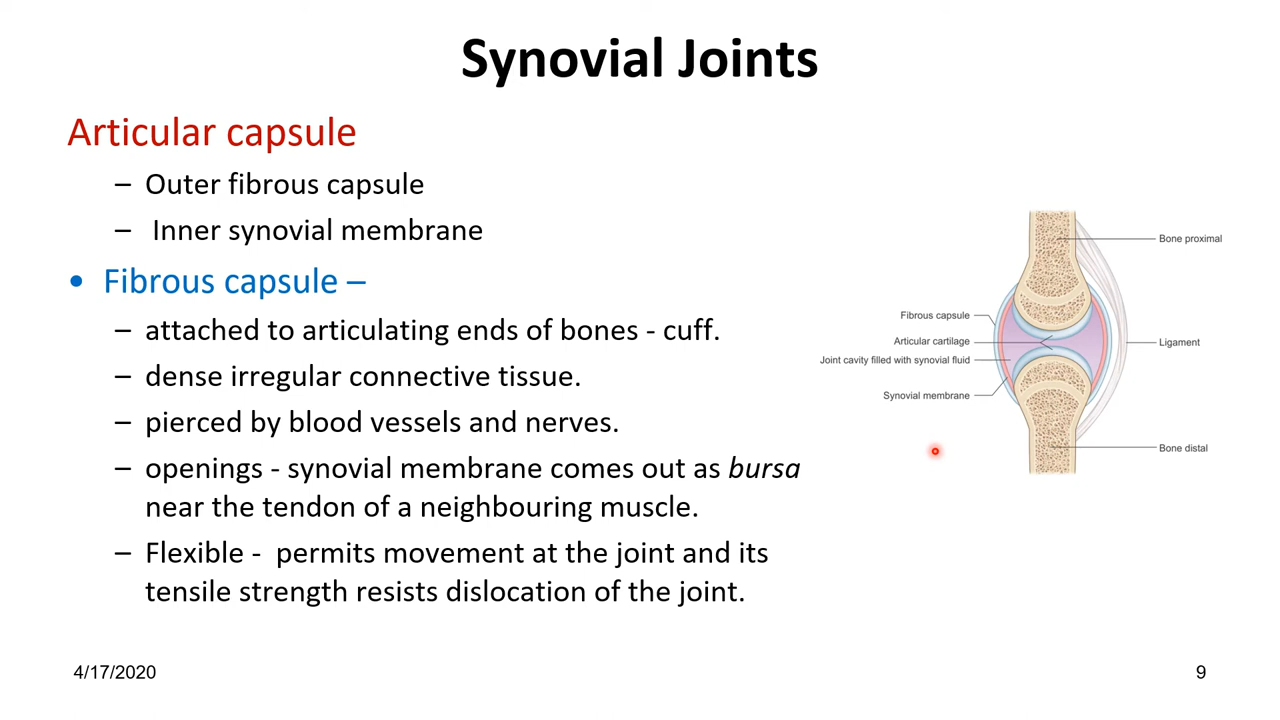 Synovial Joints
Articular capsule
– Outer fibrous capsule
– Inner synovial membrane
• Fibrous capsule –
– attached to articulating ends of bones - cuff.
– dense irregular connective tissue.
– pierced by blood vessels and nerves.
– openings - synovial membrane comes out as bursa
near the tendon of a neighbouring muscle.
– Flexible - permits movement at the joint and its
tensile strength resists dislocation of the joint.
Bone proximal
Fibrous capsule
Articular cartilage
Ligament
Joint cavity filled with synovial fluid
Synovial membrane
Bone distal
4/17/2020
9